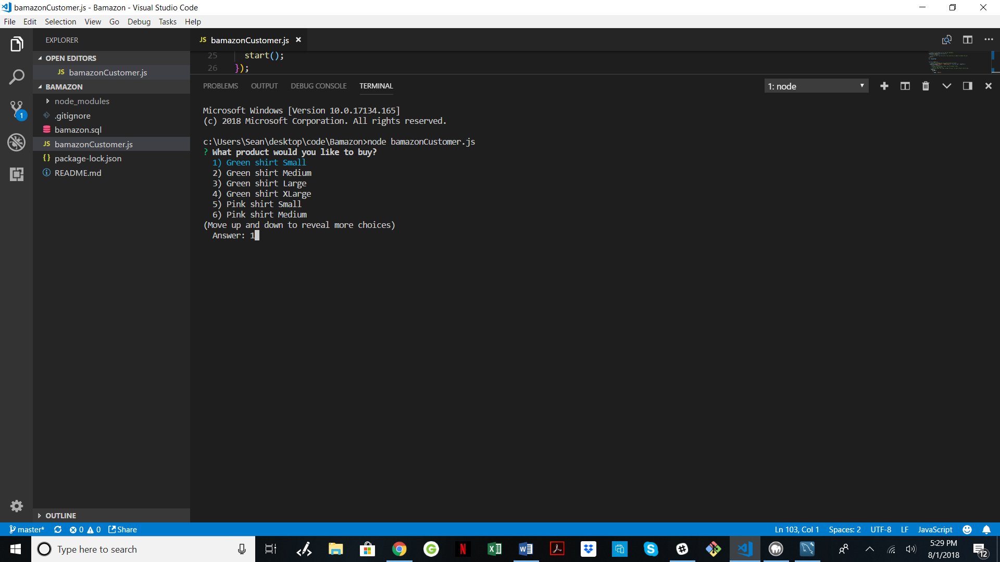 bamazonCustomer.js - Bamazon - Visual Studio Code
File Edit Selection View Go Debug Tasks Help
EXPLORER
OPEN EDITORS
JS bamazonCustomer.js
BAMAZON
node_modules
.gitignore
bamazon.sql
JS bamazonCustomer.js
{} package-lock.json
README.md
OUTLINE
1
JS bamazonCustomer.js
25 start();
26 });
PROBLEMS OUTPUT DEBUG CONSOLE TERMINAL
1: node
Microsoft Windows [Version 10.0.17134.165]
(c) 2018 Microsoft Corporation. All rights reserved.
c:\Users\Sean\desktop\code\Bamazon>node bamazonCustomer.js
? What product would you like to buy?
1) Green shirt Small
2) Green shirt Medium
3) Green shirt Large
4) Green shirt XLarge
5) Pink shirt Small
6) Pink shirt Medium
(Move up and down to reveal more choices)
Answer: 1
master* 0 0 Share
Ln 103, Col 1 Spaces: 2 UTF-8 LF JavaScript
Type here to search
5:29 PM
8/1/2018
12